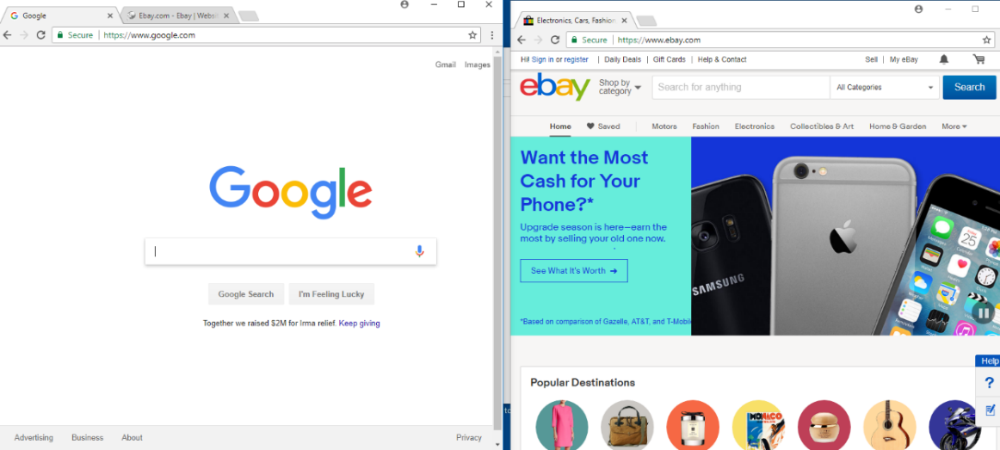 Google
Ebay.com - Ebay | Websi
Secure | https://www.google.com
Gmail Images
Google
Google Search
I'm Feeling Lucky
Together we raised $2M for Irma relief. Keep giving
Advertising Business About Privacy
to
Electronics, Cars, Fashion
Secure | https://www.ebay.com
Hi! Sign in or register | Daily Deals | Gift Cards | Help & Contact Sell | My eBay
ebay
Shop by
category
Search for anything
All Categories
Search
Home Saved Motors Fashion Electronics Collectibles & Art Home & Garden More
Want the Most
Cash for Your
Phone?*
Upgrade season is here—earn the
most by selling your old one now.
See What It's Worth →
*Based on comparison of Gazelle, AT&T, and T-Mobile
SAMSUNG
25
Help
?
Popular Destinations
MONACO